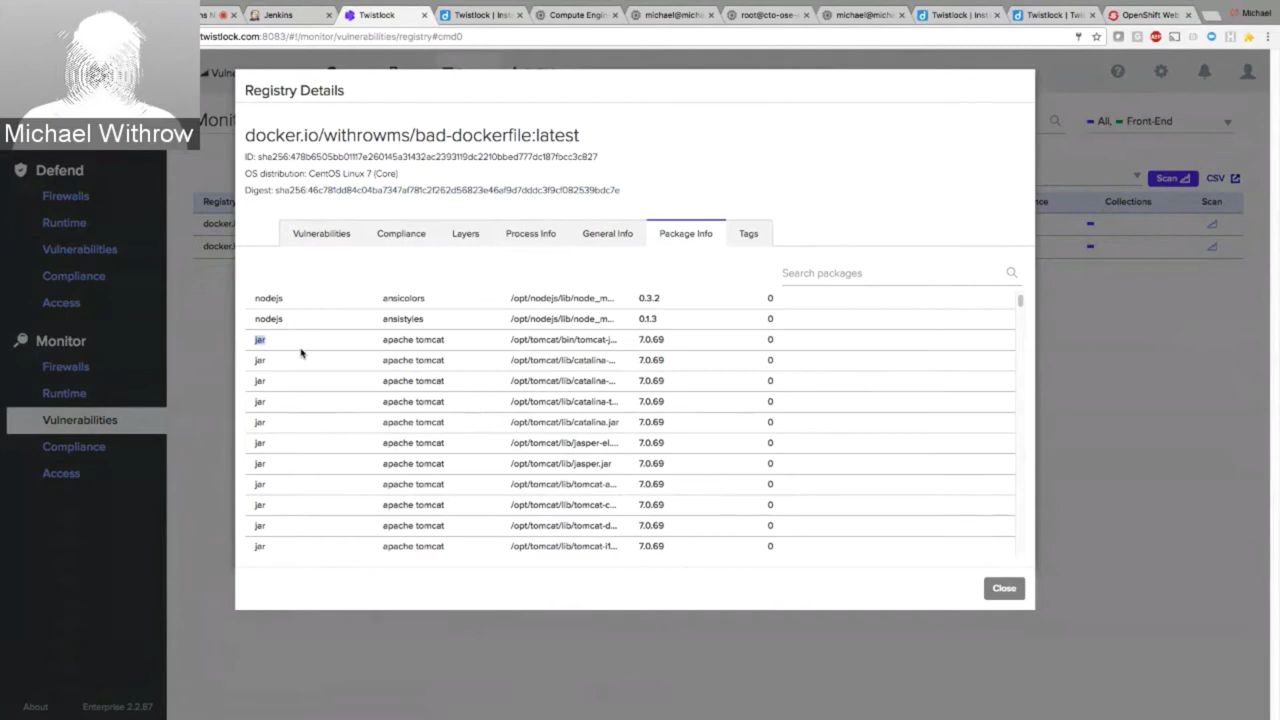 Jenkins
Twistlock
Twistlock | Inst
Compute Engin
michael@mich
root@cto-ose-
michael@mich
Twistlock | Inst
Twistlock | Twi
OpenShift Web
Michael
twistlock.com:8083/#!/monitor/vulnerabilities/registry#cmd0
Michael Withrow
Vulne
Monit
All, Front-End
Defend
Firewalls
Runtime
Vulnerabilities
Compliance
Access
Monitor
Firewalls
Runtime
Vulnerabilities
Compliance
Access
About
Enterprise 2.2.87
Scan
CSV
Registry
nce
Collections
Scan
docker.
docker.
Registry Details
docker.io/withrowms/bad-dockerfile:latest
ID: sha256:478b6505bb01117e260145a31432ac2393119dc2210bbed777dc187fbcc3c827
OS distribution: CentOS Linux 7 (Core)
Digest: sha256:46c781dd84c04ba7347af781c2f262d56823e46af9d7dddc3f9cf082539bdc7e
Vulnerabilities Compliance Layers Process Info General Info Package Info Tags
Search packages
nodejs ansicolors /opt/nodejs/lib/node_m... 0.3.2 0
nodejs ansistyles /opt/nodejs/lib/node_m... 0.1.3 0
jar apache tomcat /opt/tomcat/bin/tomcat-j... 7.0.69 0
jar apache tomcat /opt/tomcat/lib/catalina-... 7.0.69 0
jar apache tomcat /opt/tomcat/lib/catalina-... 7.0.69 0
jar apache tomcat /opt/tomcat/lib/catalina-t... 7.0.69 0
jar apache tomcat /opt/tomcat/lib/catalina.jar 7.0.69 0
jar apache tomcat /opt/tomcat/lib/jasper-el.... 7.0.69 0
jar apache tomcat /opt/tomcat/lib/jasper.jar 7.0.69 0
jar apache tomcat /opt/tomcat/lib/tomcat-a... 7.0.69 0
jar apache tomcat /opt/tomcat/lib/tomcat-c... 7.0.69 0
jar apache tomcat /opt/tomcat/lib/tomcat-d... 7.0.69 0
jar apache tomcat /opt/tomcat/lib/tomcat-i1... 7.0.69 0
Close